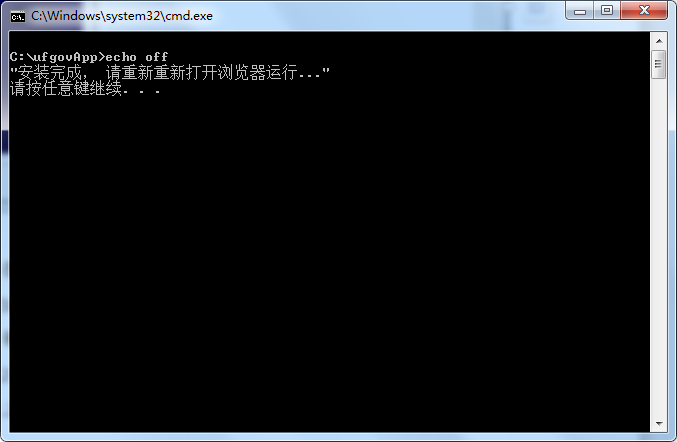 C:\Windows\system32\cmd.exe
C:\ufgovApp>echo off
"安装完成， 请重新重新打开浏览器运行..."
请按任意键继续. . .